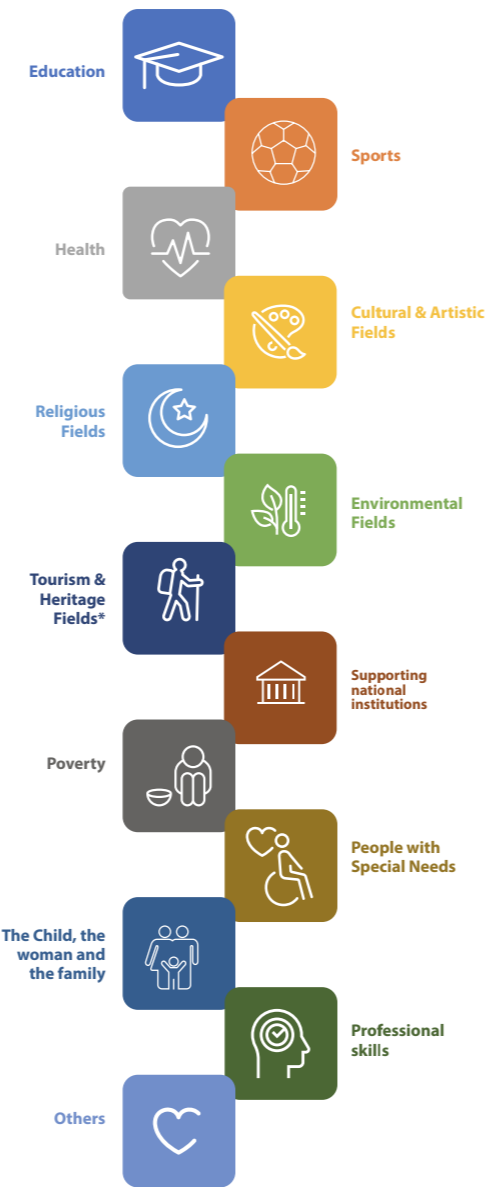 Education
Sports
Health
Cultural & Artistic
Fields
Religious
Fields
Environmental
Fields
Tourism &
Heritage
Fields*
Supporting
national
institutions
Poverty
People with
Special Needs
The Child, the
woman and
the family
Professional
skills
Others